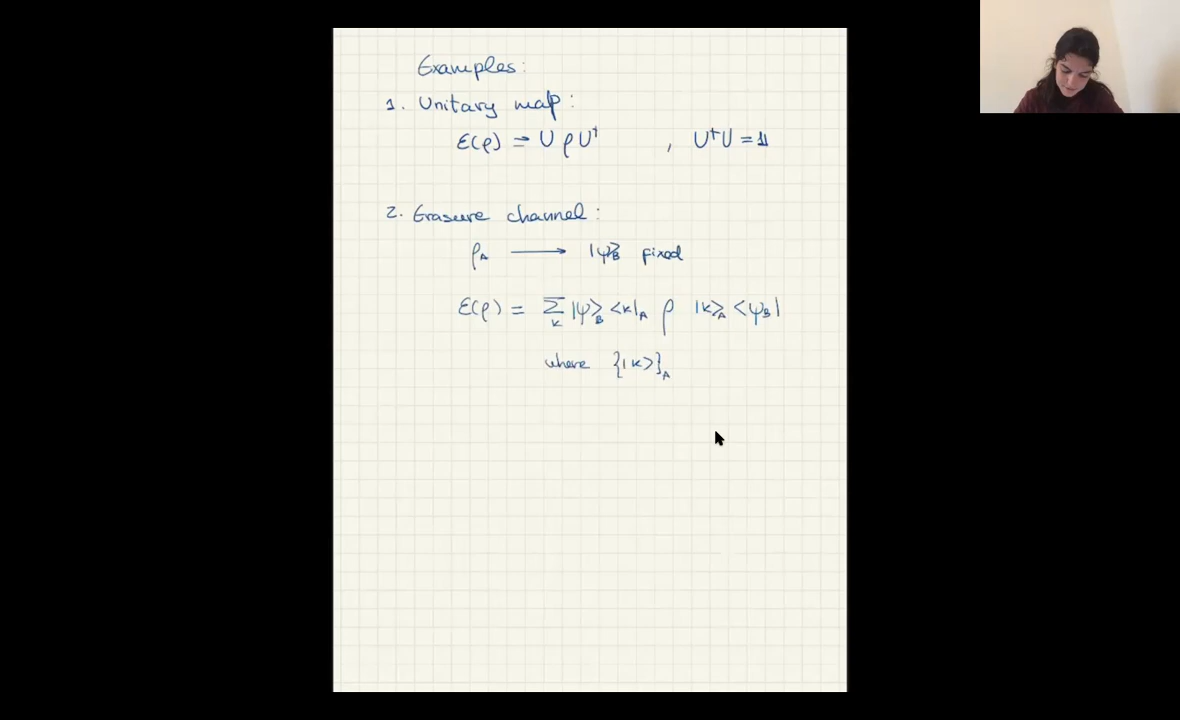 Examples:
1. Unitary map:
ε(ρ) = U ρ U† , U†U = 𝟙
2. Erasure channel:
ρ_A ⟶ |ψ⟩_B fixed
ε(ρ) = Σ_k |ψ⟩_B ⟨k|_A ρ |k⟩_A ⟨ψ_B|
where {|k⟩}_A